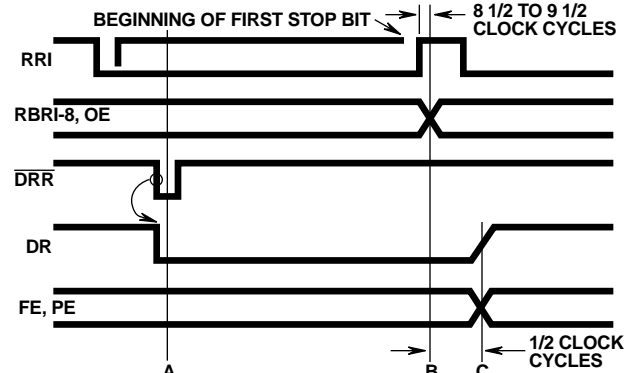 BEGINNING OF FIRST STOP BIT
8 1/2 TO 9 1/2
CLOCK CYCLES
RRI
RBRI-8, OE
DRR
DR
FE, PE
1/2 CLOCK
CYCLES
A
B
C